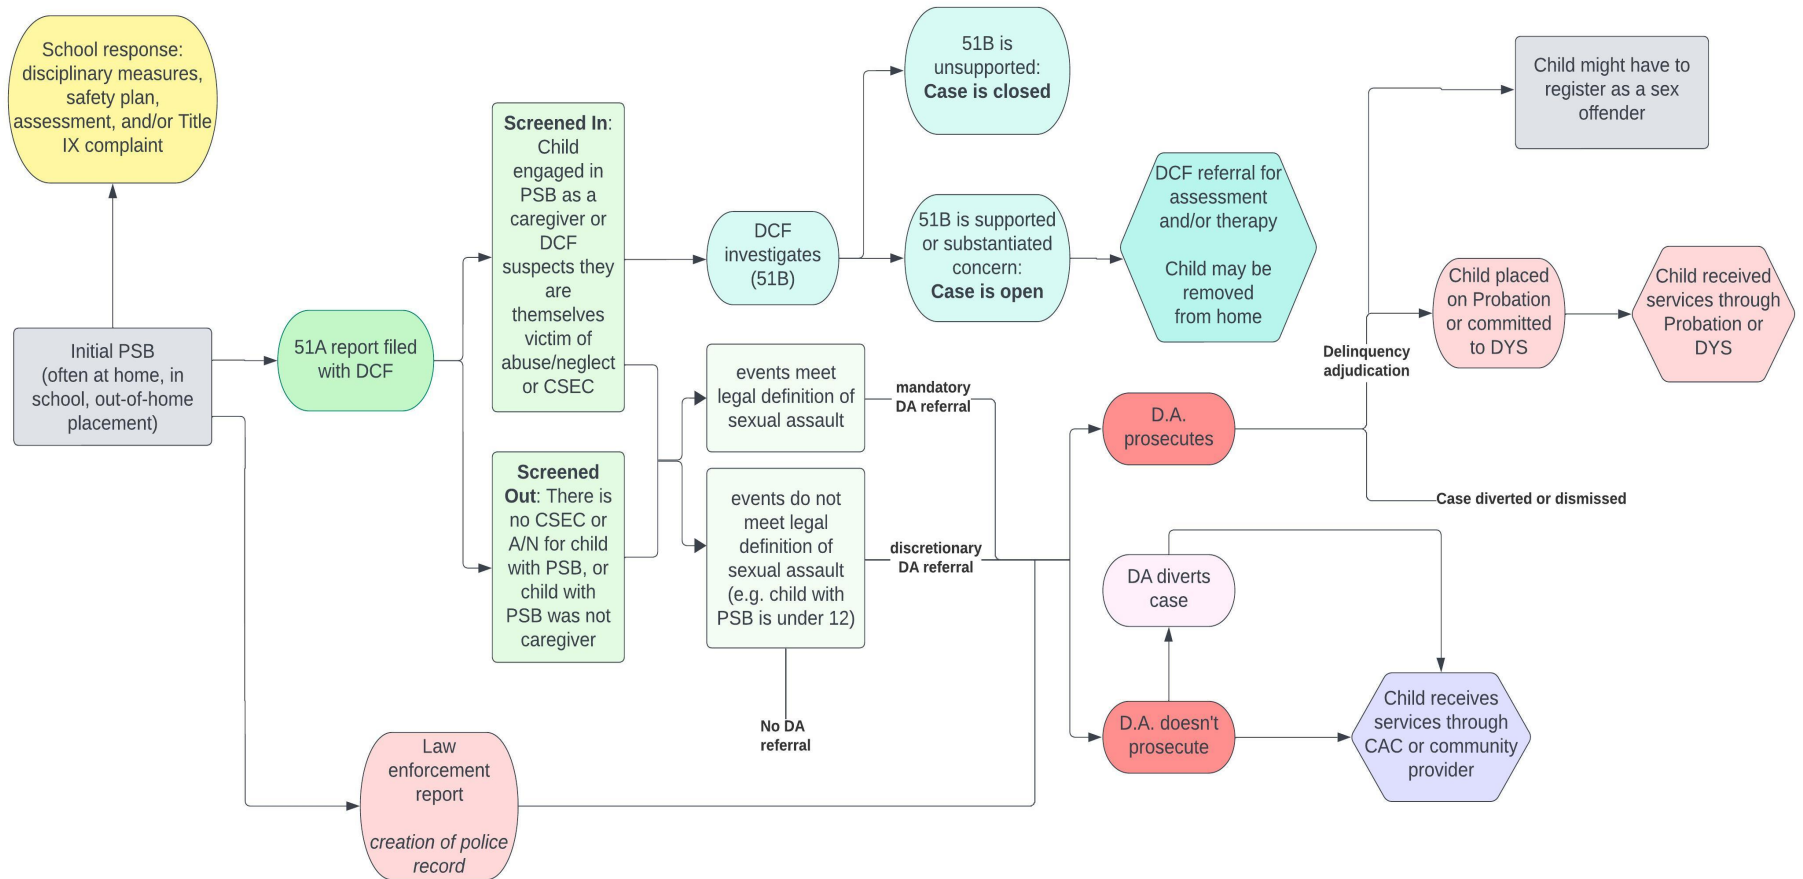 School response:
disciplinary measures,
safety plan,
assessment, and/or Title
IX complaint
Initial PSB
(often at home, in
school, out-of-home
placement)
51A report filed
with DCF
Screened In:
Child
engaged in
PSB as a
caregiver or
DCF
suspects they
are
themselves
victim of
abuse/neglect
or CSEC
Screened
Out: There is
no CSEC or
A/N for child
with PSB, or
child with
PSB was not
caregiver
Law
enforcement
report
creation of police
record
DCF
investigates
(51B)
51B is
unsupported:
Case is closed
51B is supported
or substantiated
concern:
Case is open
DCF referral for
assessment
and/or therapy
Child may be
removed
from home
events meet
legal definition of
sexual assault
mandatory
DA referral
events do not
meet legal
definition of
sexual assault
(e.g. child with
PSB is under 12)
discretionary
DA referral
No DA
referral
D.A.
prosecutes
Delinquency
adjudication
Child might have to
register as a sex
offender
Child placed
on Probation
or committed
to DYS
Child received
services through
Probation or
DYS
Case diverted or dismissed
DA diverts
case
D.A. doesn't
prosecute
Child receives
services through
CAC or community
provider